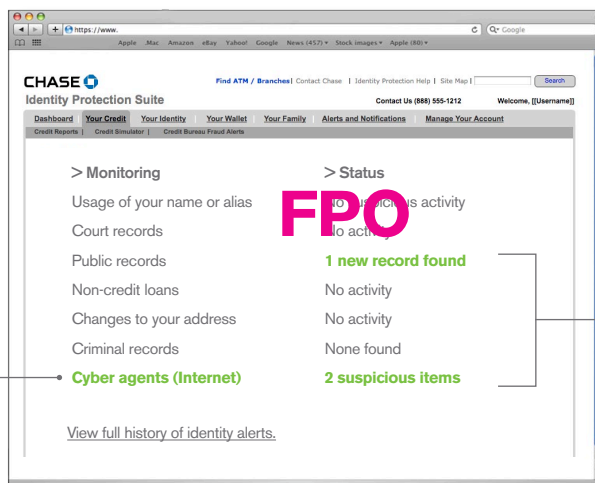 https://www.
Google
Apple .Mac Amazon eBay Yahoo! Google News (457) Stock images Apple (80)
CHASE
Find ATM / Branches| Contact Chase | Identity Protection Help | Site Map | Search
Identity Protection Suite
Contact Us (888) 555-1212 Welcome, [[Username]]
Dashboard | Your Credit Your Identity | Your Wallet | Your Family | Alerts and Notifications | Manage Your Account
Credit Reports | Credit Simulator | Credit Bureau Fraud Alerts
> Monitoring > Status
Usage of your name or alias No suspicious activity
FPO
Court records No activity
Public records 1 new record found
Non-credit loans No activity
Changes to your address No activity
Criminal records None found
Cyber agents (Internet) 2 suspicious items
View full history of identity alerts.